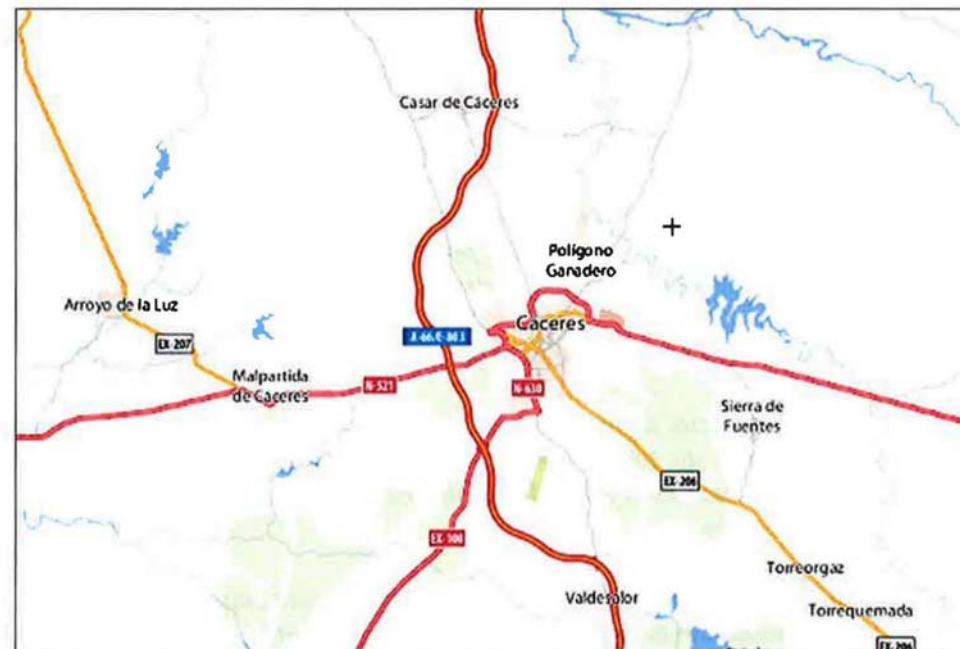 Casar de Cáceres
Polígono
Ganadero
Arroyo de la Luz
EX-207
Cáceres
Malpartida
de Cáceres
N-521
N-630
Sierra de
Fuentes
EX-206
EX-100
Torreorgaz
Valdesalor
Torrequemada
EX-206